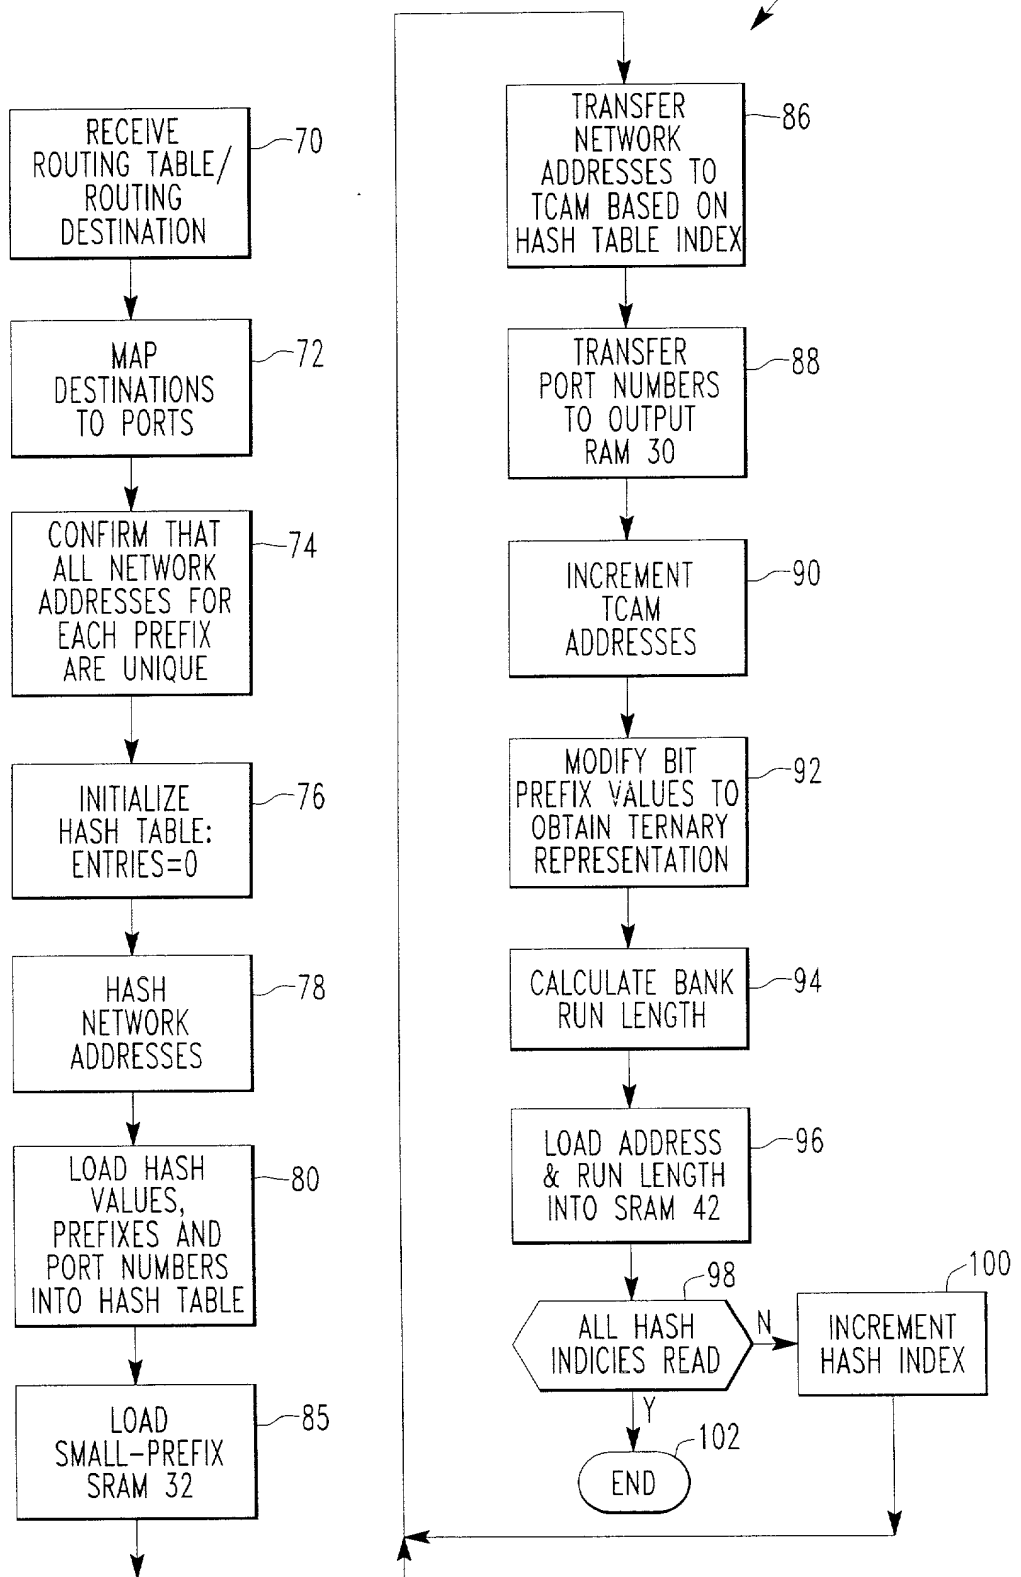 RECEIVE
ROUTING TABLE/
ROUTING
DESTINATION
70
MAP
DESTINATIONS
TO PORTS
72
CONFIRM THAT
ALL NETWORK
ADDRESSES FOR
EACH PREFIX
ARE UNIQUE
74
INITIALIZE
HASH TABLE:
ENTRIES=0
76
HASH
NETWORK
ADDRESSES
78
LOAD HASH
VALUES,
PREFIXES AND
PORT NUMBERS
INTO HASH TABLE
80
LOAD
SMALL-PREFIX
SRAM 32
85
TRANSFER
NETWORK
ADDRESSES TO
TCAM BASED ON
HASH TABLE INDEX
86
TRANSFER
PORT NUMBERS
TO OUTPUT
RAM 30
88
INCREMENT
TCAM
ADDRESSES
90
MODIFY BIT
PREFIX VALUES TO
OBTAIN TERNARY
REPRESENTATION
92
CALCULATE BANK
RUN LENGTH
94
LOAD ADDRESS
& RUN LENGTH
INTO SRAM 42
96
ALL HASH
INDICIES READ
98
N
INCREMENT
HASH INDEX
100
Y
END
102